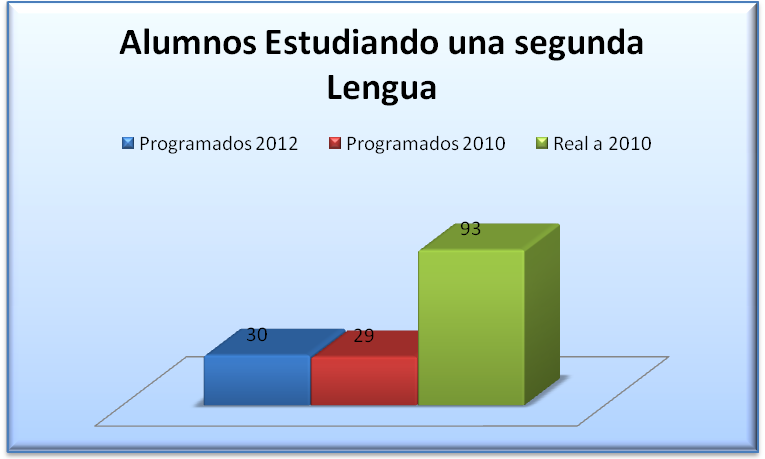 Alumnos Estudiando una segunda
Lengua
Programados 2012 Programados 2010 Real a 2010
93
30 29